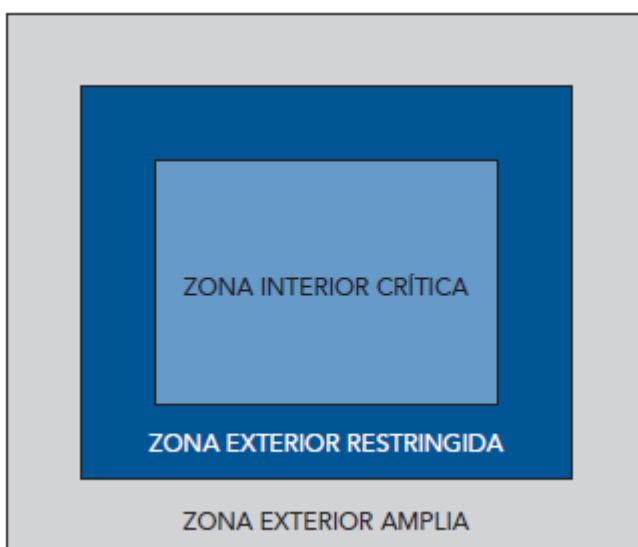 ZONA INTERIOR CRÍTICA
ZONA EXTERIOR RESTRINGIDA
ZONA EXTERIOR AMPLIA